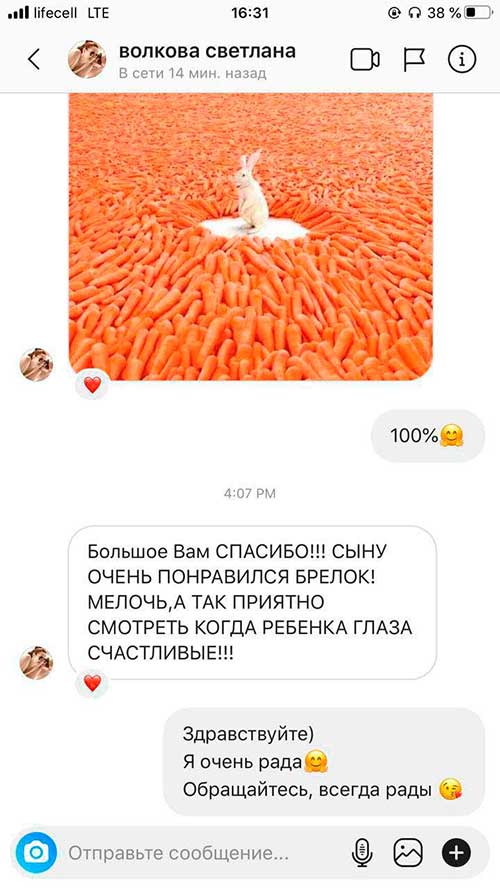 lifecell LTE 16:31 38 %
волкова светлана
В сети 14 мин. назад
100%🤗
4:07 PM
Большое Вам СПАСИБО!!! СЫНУ
ОЧЕНЬ ПОНРАВИЛСЯ БРЕЛОК!
МЕЛОЧЬ,А ТАК ПРИЯТНО
СМОТРЕТЬ КОГДА РЕБЕНКА ГЛАЗА
СЧАСТЛИВЫЕ!!!
Здравствуйте)
Я очень рада🤗
Обращайтесь, всегда рады 😘
Отправьте сообщение...